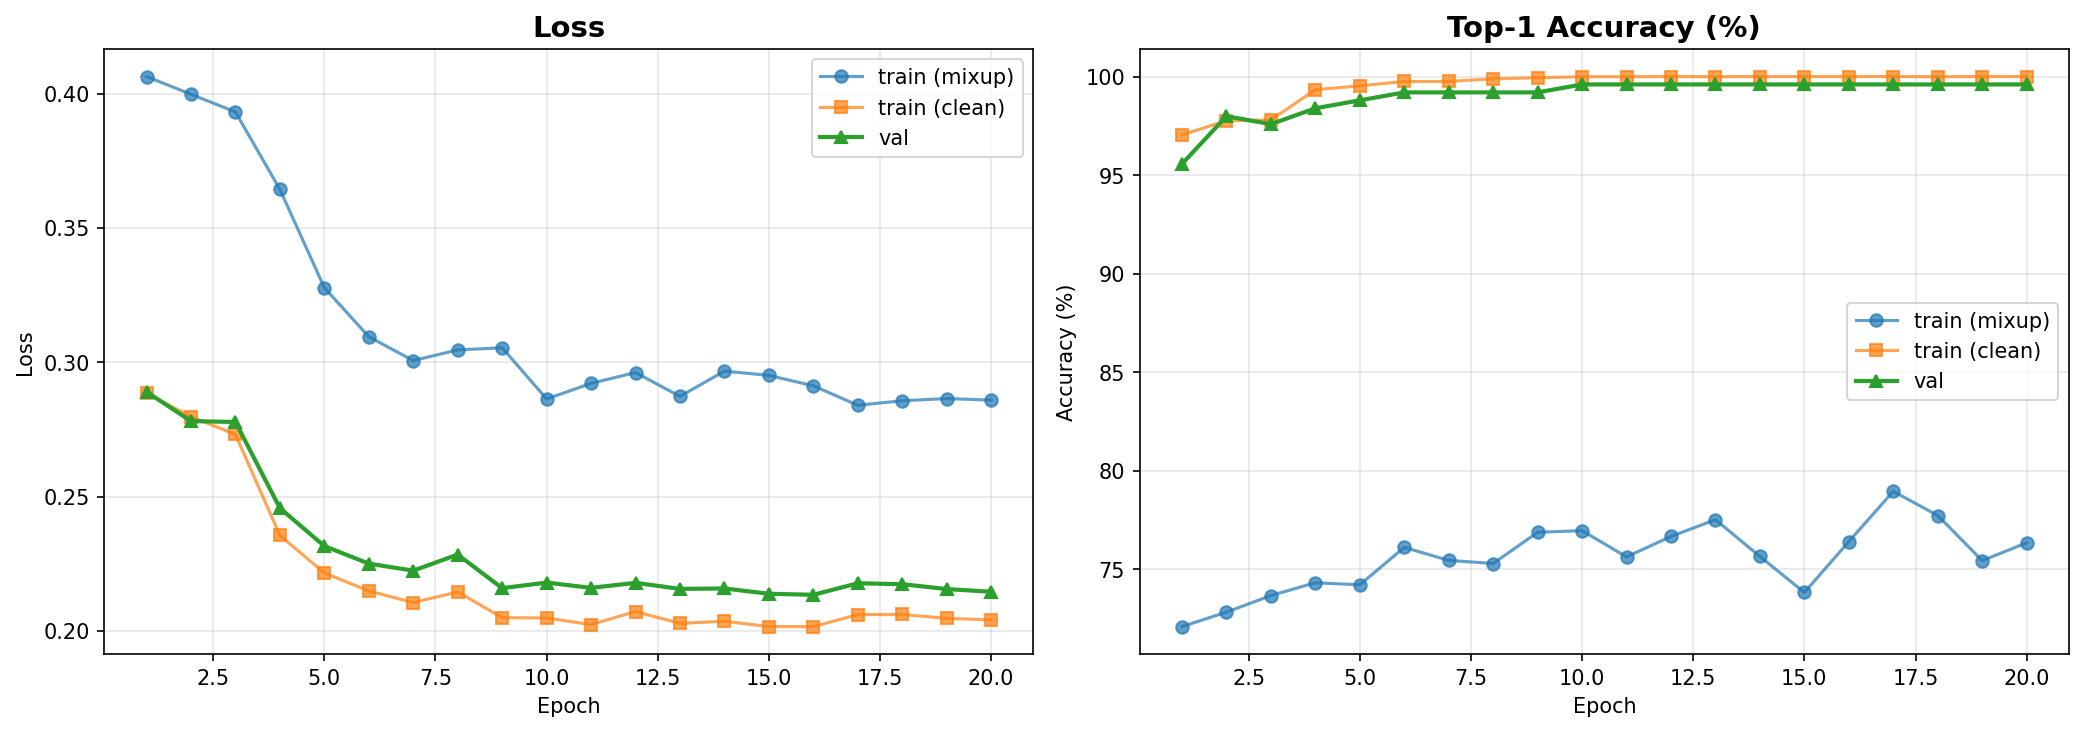 Loss
0.40
0.35
0.30
0.25
0.20
Loss
train (mixup)
train (clean)
val
2.5 5.0 7.5 10.0 12.5 15.0 17.5 20.0
Epoch
Top-1 Accuracy (%)
100
95
90
85
80
75
Accuracy (%)
train (mixup)
train (clean)
val
2.5 5.0 7.5 10.0 12.5 15.0 17.5 20.0
Epoch